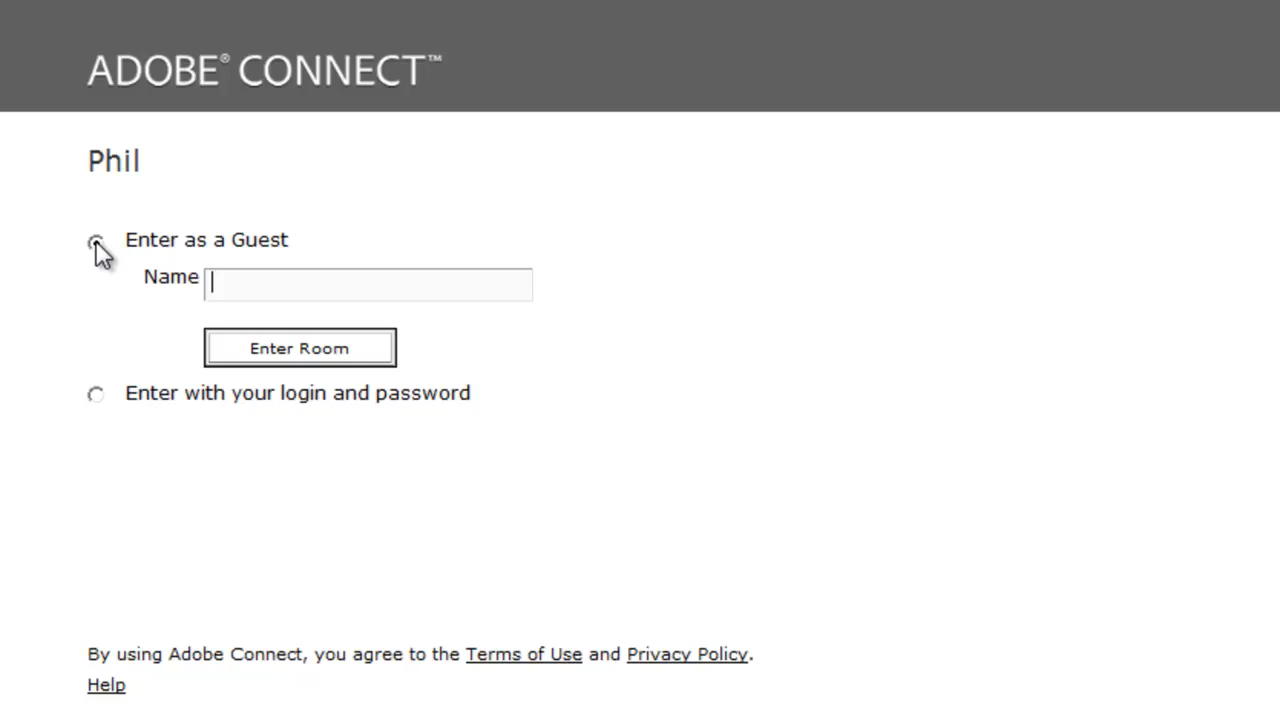 ADOBE® CONNECT™
Phil
Enter as a Guest
Name
Enter Room
Enter with your login and password
By using Adobe Connect, you agree to the Terms of Use and Privacy Policy.
Help